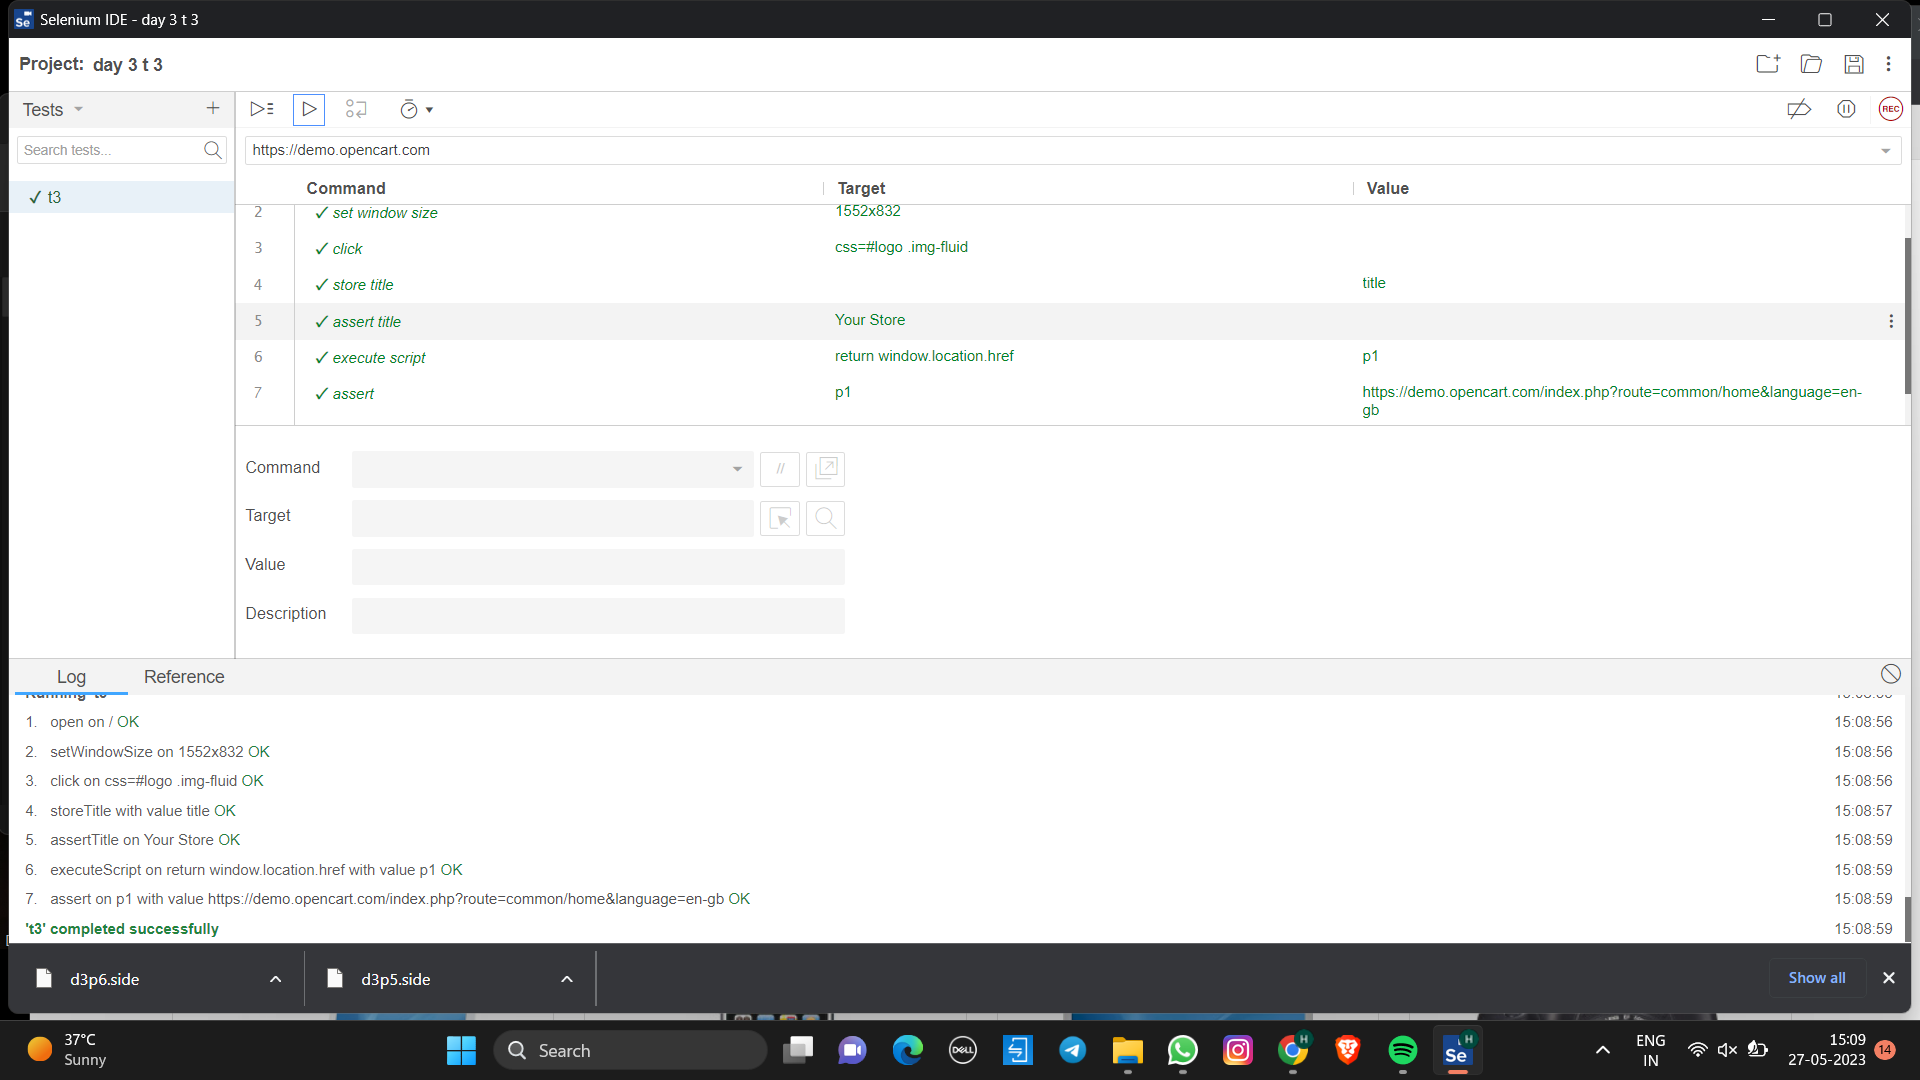 Selenium IDE - day 3 t 3
Project: day 3 t 3
Tests
REC
Search tests...
https://demo.opencart.com
✓ t3
Command Target Value
2 ✓ set window size 1552x832
3 ✓ click css=#logo .img-fluid
4 ✓ store title title
5 ✓ assert title Your Store
6 ✓ execute script return window.location.href p1
7 ✓ assert p1 https://demo.opencart.com/index.php?route=common/home&language=en-
gb
Command //
Target
Value
Description
Log Reference
1. open on / OK 15:08:56
2. setWindowSize on 1552x832 OK 15:08:56
3. click on css=#logo .img-fluid OK 15:08:56
4. storeTitle with value title OK 15:08:57
5. assertTitle on Your Store OK 15:08:59
6. executeScript on return window.location.href with value p1 OK 15:08:59
7. assert on p1 with value https://demo.opencart.com/index.php?route=common/home&language=en-gb OK 15:08:59
't3' completed successfully 15:08:59
d3p6.side d3p5.side Show all
37°C
Sunny
Search
DELL
Se
H
ENG
IN
15:09
27-05-2023
14